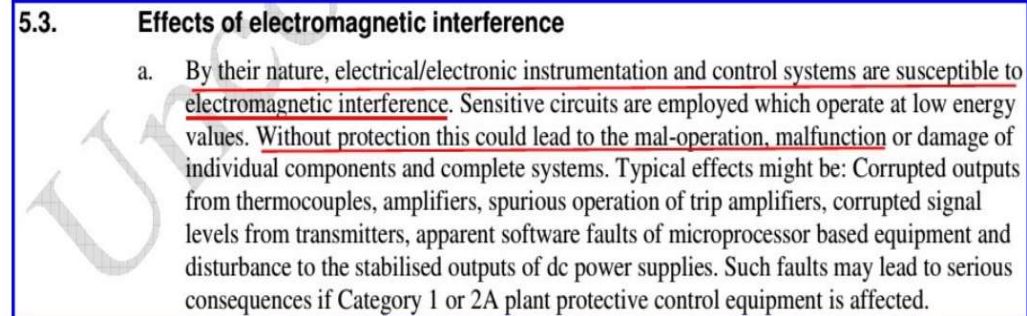 5.3. Effects of electromagnetic interference
a. By their nature, electrical/electronic instrumentation and control systems are susceptible to
electromagnetic interference. Sensitive circuits are employed which operate at low energy
values. Without protection this could lead to the mal-operation, malfunction or damage of
individual components and complete systems. Typical effects might be: Corrupted outputs
from thermocouples, amplifiers, spurious operation of trip amplifiers, corrupted signal
levels from transmitters, apparent software faults of microprocessor based equipment and
disturbance to the stabilised outputs of dc power supplies. Such faults may lead to serious
consequences if Category 1 or 2A plant protective control equipment is affected.
Unco